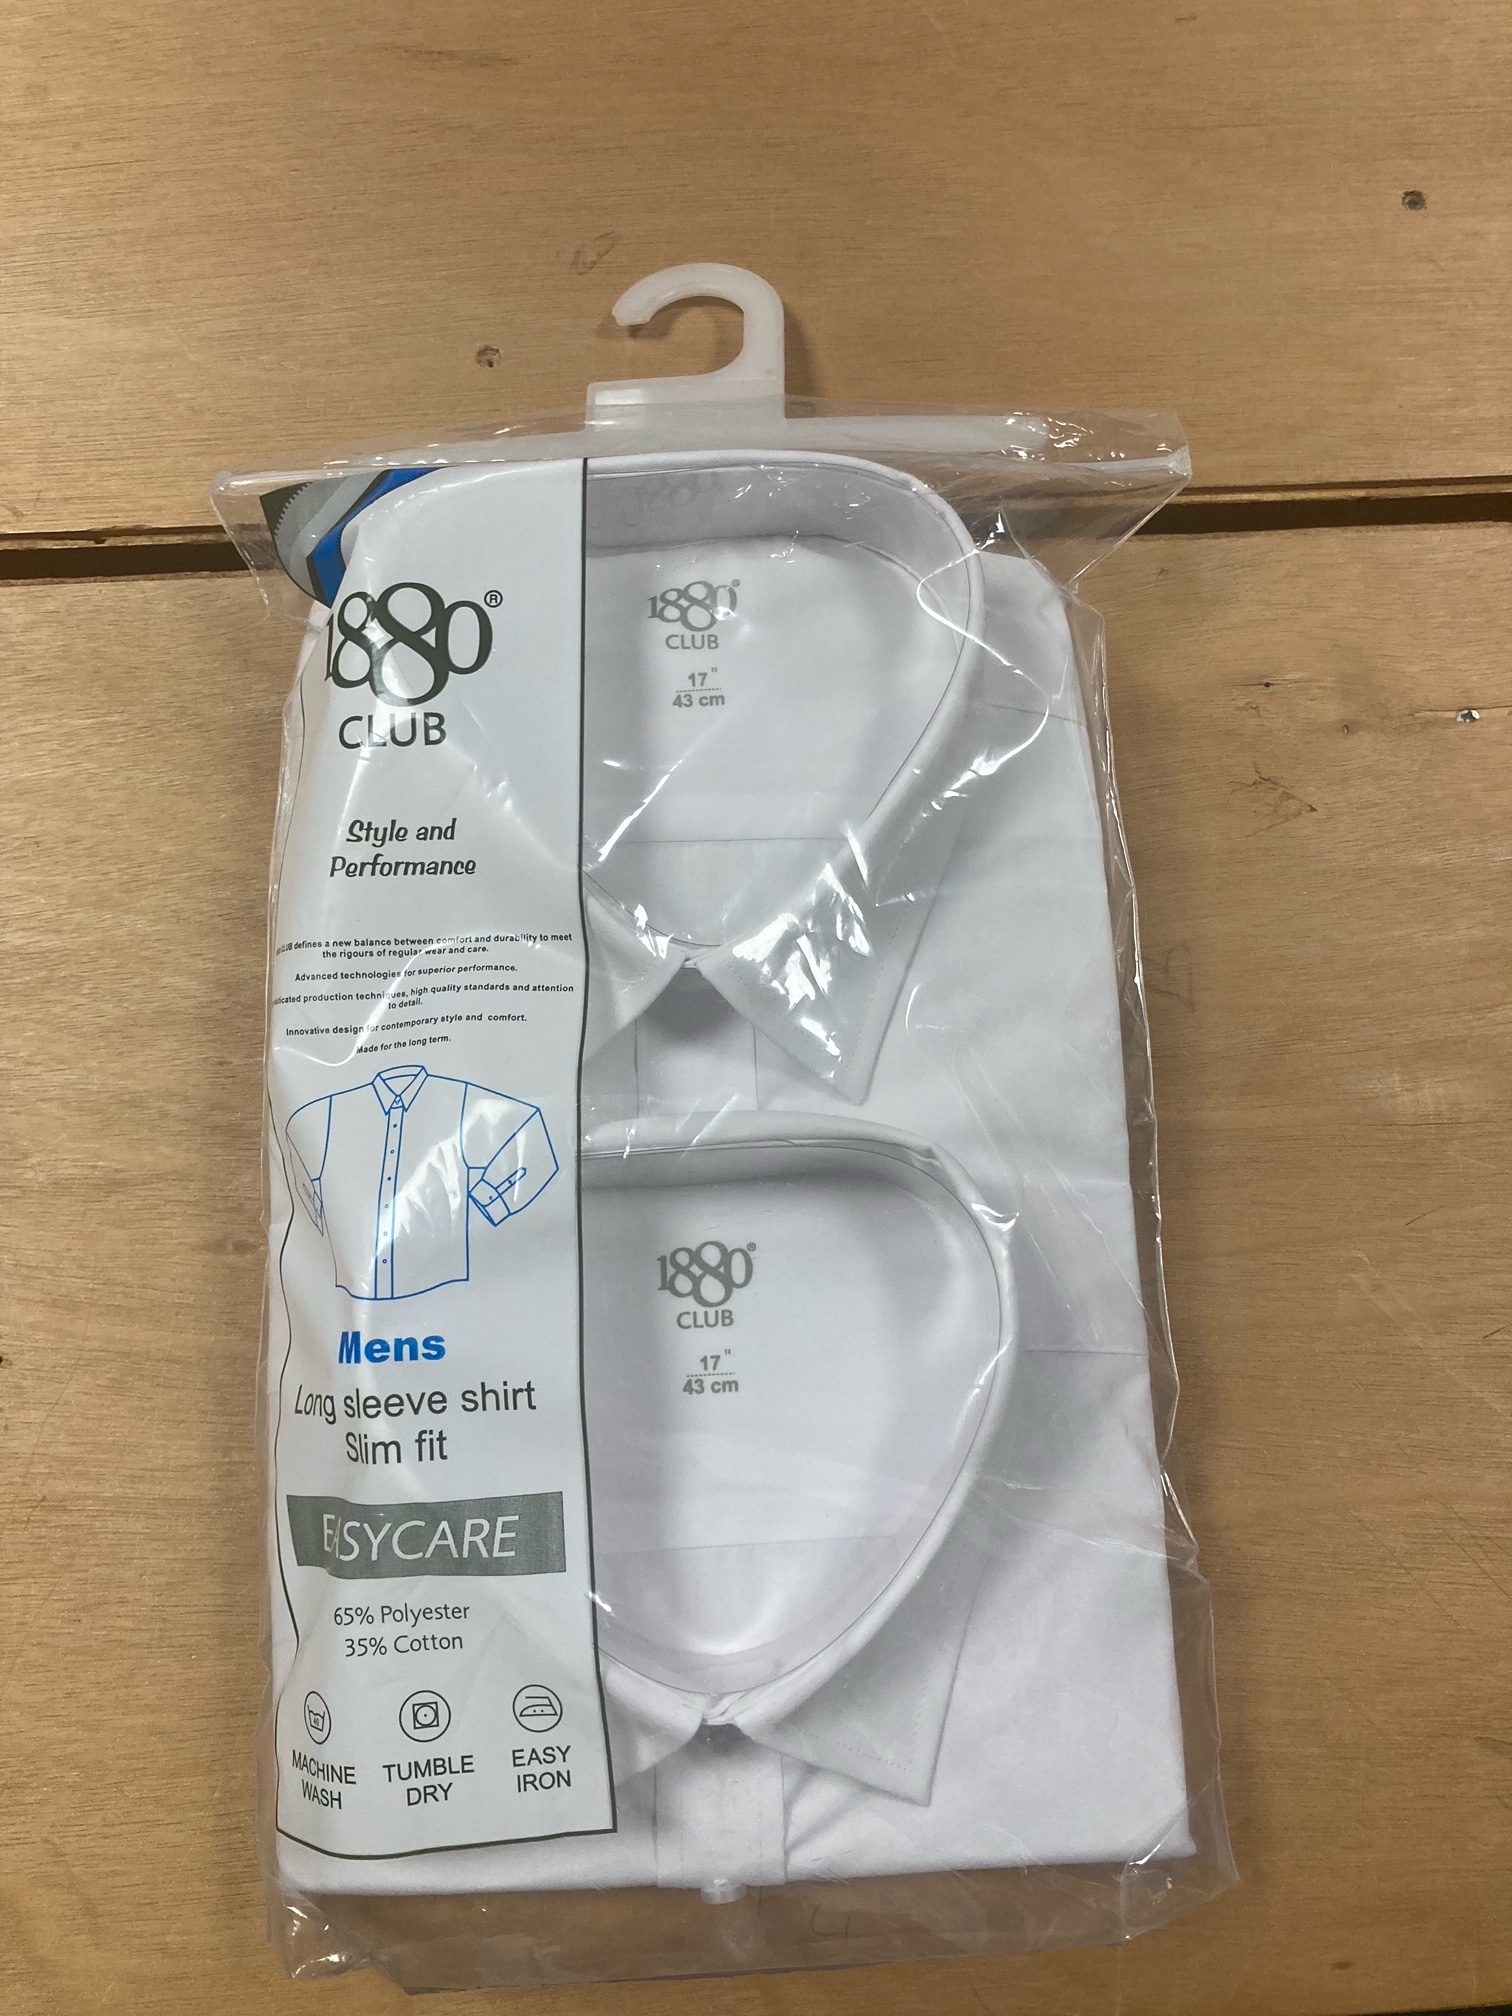 1880®
CLUB
Style and
Performance
CLUB defines a new balance between comfort and durability to meet
the rigours of regular wear and care.
Advanced technologies for superior performance.
production techniques, high quality standards and attention
to detail.
Innovative design for contemporary style and comfort.
Made for the long term.
Mens
Long sleeve shirt
Slim fit
EASYCARE
65% Polyester
35% Cotton
40
MACHINE
WASH
TUMBLE
DRY
EASY
IRON
1880®
CLUB
17"
43 cm
1880®
CLUB
17"
43 cm